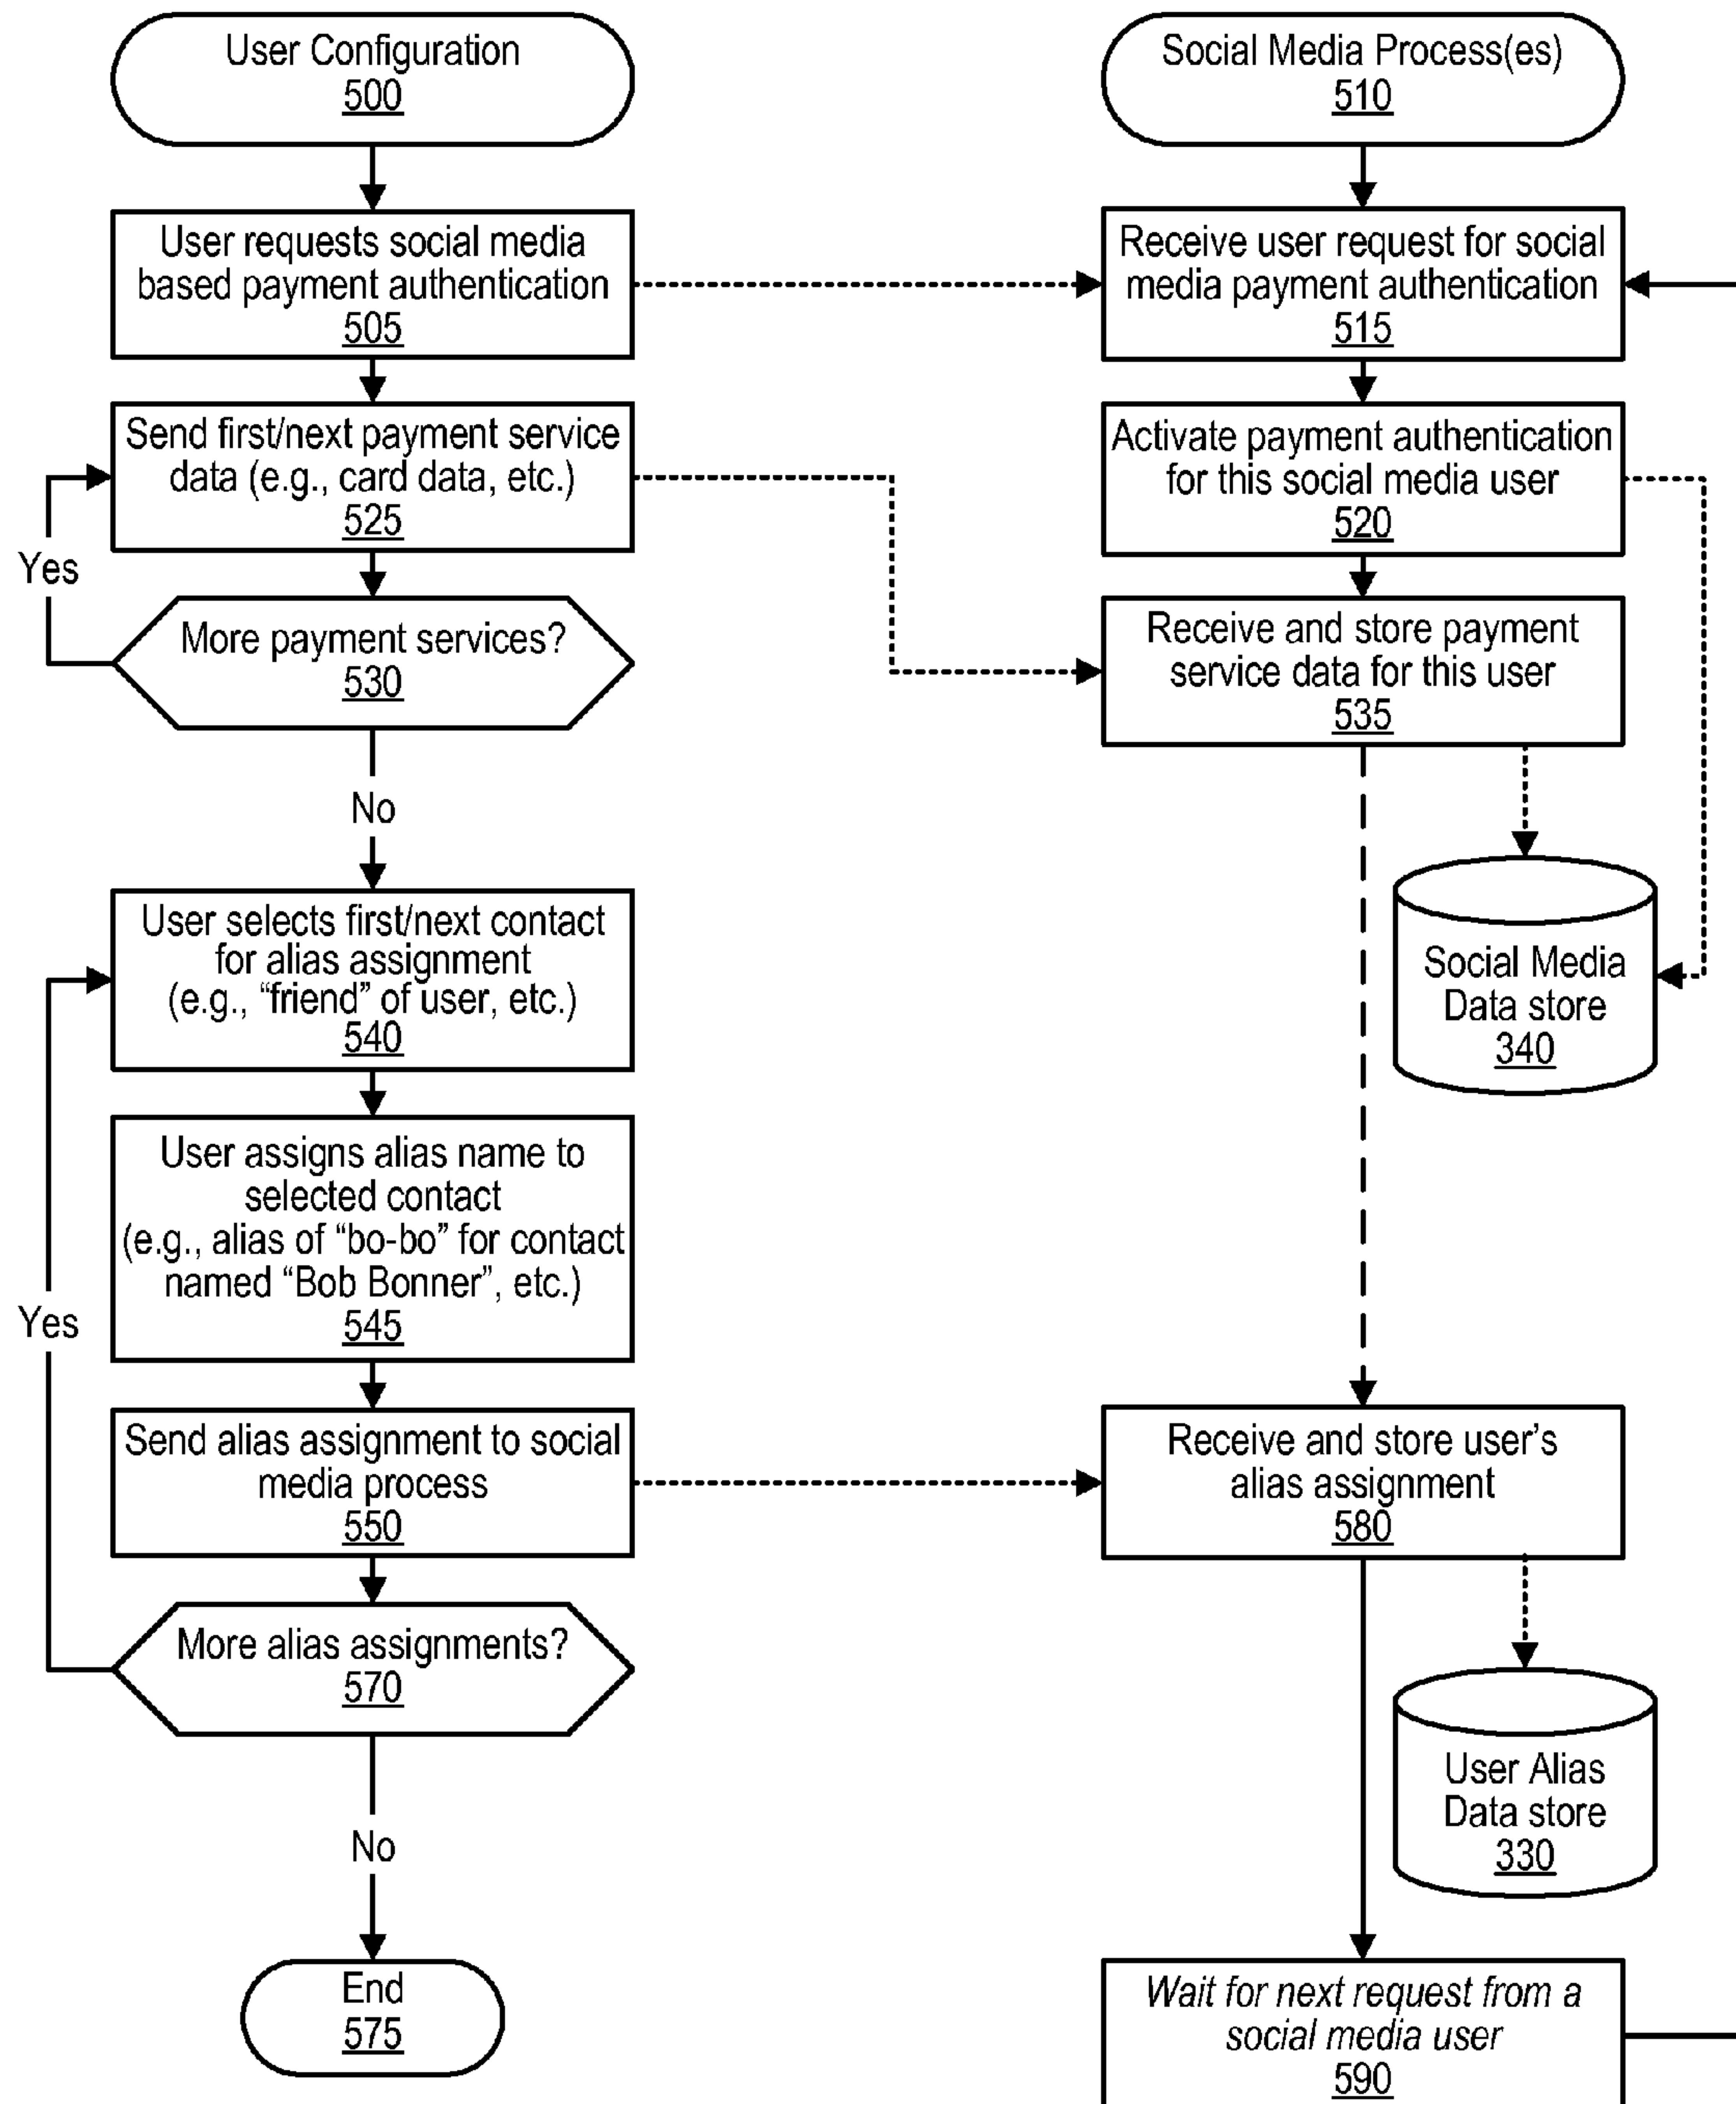 User Configuration
500
User requests social media
based payment authentication
505
Send first/next payment service
data (e.g., card data, etc.)
525
Yes
More payment services?
530
No
User selects first/next contact
for alias assignment
(e.g., “friend” of user, etc.)
540
User assigns alias name to
selected contact
(e.g., alias of “bo-bo” for contact
named “Bob Bonner”, etc.)
545
Yes
Send alias assignment to social
media process
550
More alias assignments?
570
No
End
575
Social Media Process(es)
510
Receive user request for social
media payment authentication
515
Activate payment authentication
for this social media user
520
Receive and store payment
service data for this user
535
Social Media
Data store
340
Receive and store user’s
alias assignment
580
User Alias
Data store
330
Wait for next request from a
social media user
590